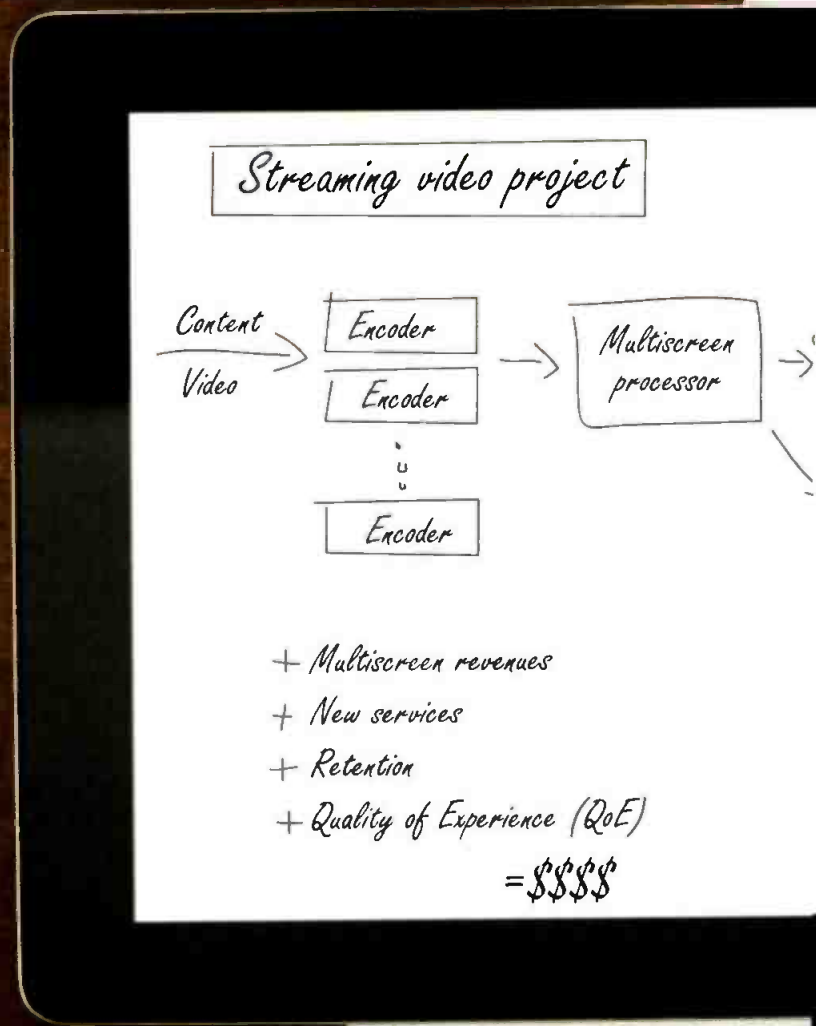 Streaming video project
Content
Video
Encoder
Encoder
Encoder
Multiscreen
processor
+ Multiscreen revenues
+ New services
+ Retention
+ Quality of Experience (QoE)
= $$$$